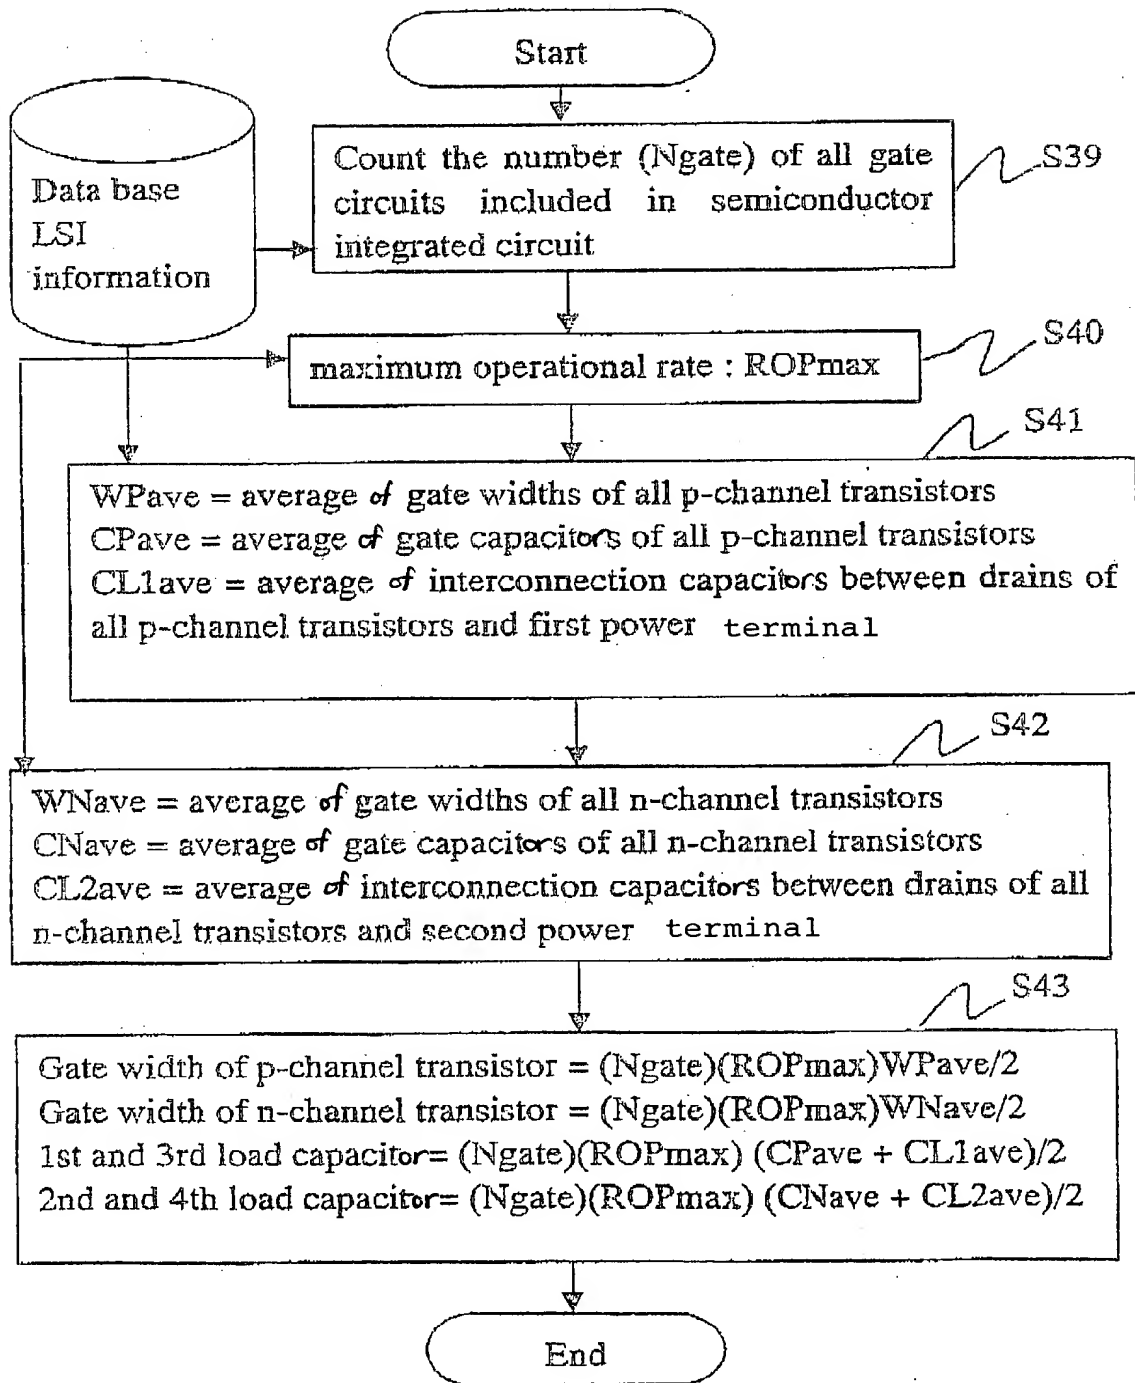 Start
Data base
LSI
information
Count the number (Ngate) of all gate
circuits included in semiconductor
integrated circuit
S39
maximum operational rate : ROPmax
S40
S41
WPave = average of gate widths of all p-channel transistors
CPave = average of gate capacitors of all p-channel transistors
CL1ave = average of interconnection capacitors between drains of
all p-channel transistors and first power terminal
S42
WNave = average of gate widths of all n-channel transistors
CNave = average of gate capacitors of all n-channel transistors
CL2ave = average of interconnection capacitors between drains of all
n-channel transistors and second power terminal
S43
Gate width of p-channel transistor = (Ngate)(ROPmax)WPave/2
Gate width of n-channel transistor = (Ngate)(ROPmax)WNave/2
1st and 3rd load capacitor= (Ngate)(ROPmax) (CPave + CL1ave)/2
2nd and 4th load capacitor= (Ngate)(ROPmax) (CNave + CL2ave)/2
End